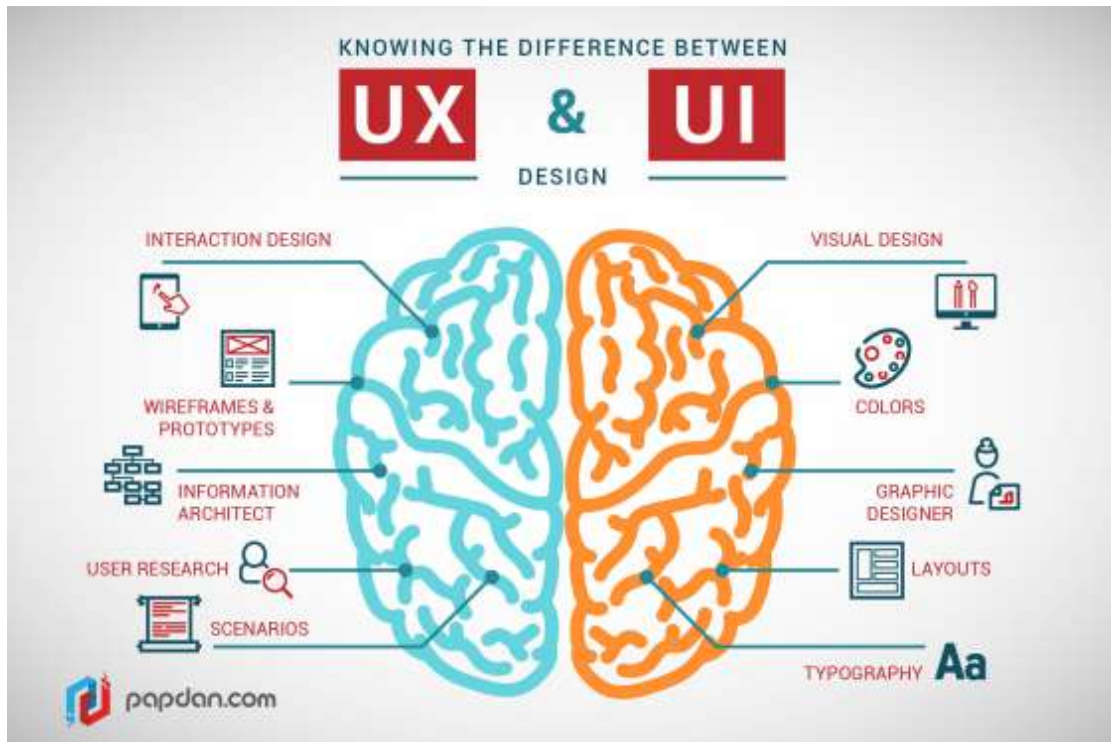 KNOWING THE DIFFERENCE BETWEEN
UX & UI
DESIGN
INTERACTION DESIGN
WIREFRAMES &
PROTOTYPES
INFORMATION
ARCHITECT
USER RESEARCH
SCENARIOS
VISUAL DESIGN
COLORS
GRAPHIC
DESIGNER
LAYOUTS
TYPOGRAPHY Aa
papdan.com